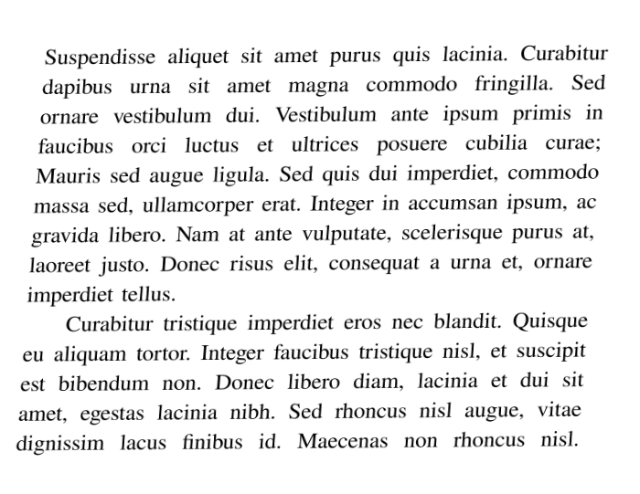 Suspendisse aliquet sit amet purus quis lacinia. Curabitur
dapibus urna sit amet magna commodo fringilla. Sed
ornare vestibulum dui. Vestibulum ante ipsum primis in
faucibus orci luctus et ultrices posuere cubilia curae;
Mauris sed augue ligula. Sed quis dui imperdiet, commodo
massa sed, ullamcorper erat. Integer in accumsan ipsum, ac
gravida libero. Nam at ante vulputate, scelerisque purus at,
laoreet justo. Donec risus elit, consequat a urna et, ornare
imperdiet tellus.
Curabitur tristique imperdiet eros nec blandit. Quisque
eu aliquam tortor. Integer faucibus tristique nisl, et suscipit
est bibendum non. Donec libero diam, lacinia et dui sit
amet, egestas lacinia nibh. Sed rhoncus nisl augue, vitae
dignissim lacus finibus id. Maecenas non rhoncus nisl.